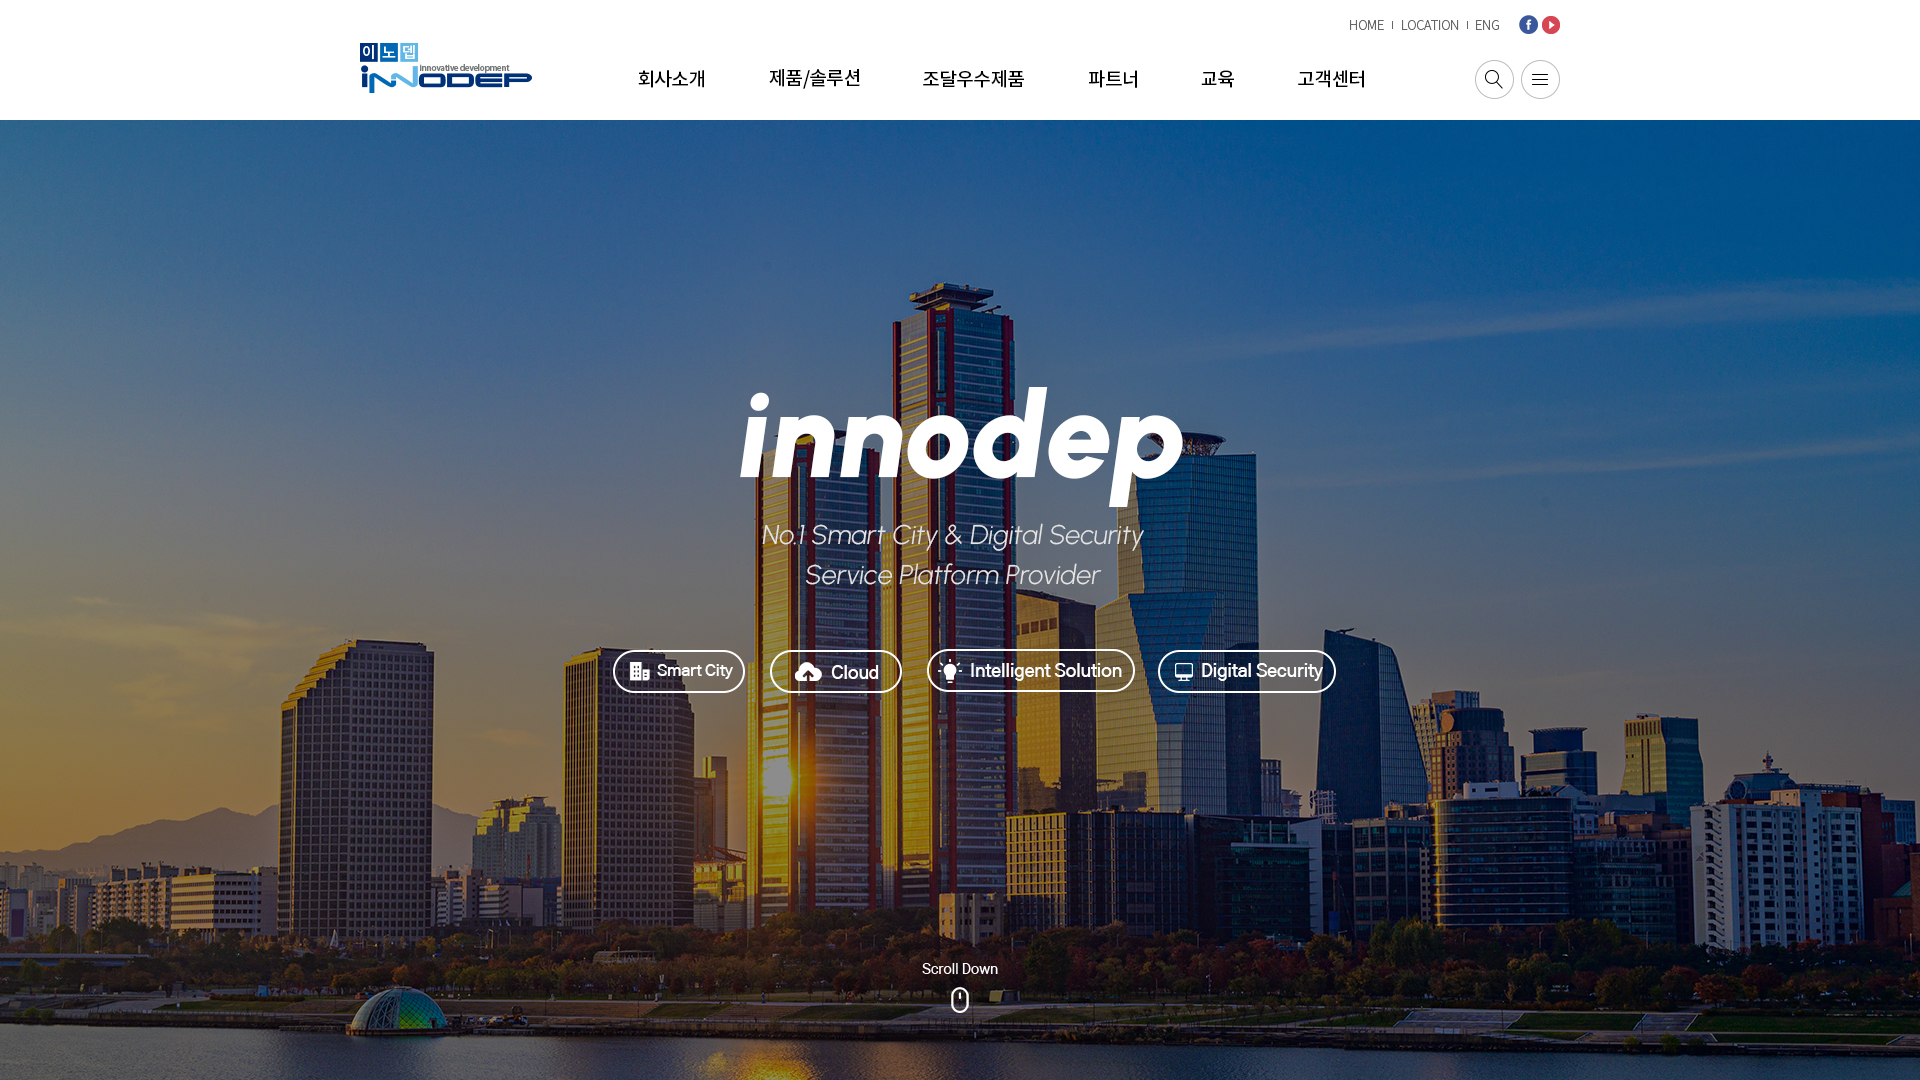 HOME
LOCATION
ENG
이노뎁
innovative development
iNNODEP
회사소개
제품/솔루션
조달우수제품
파트너
교육
고객센터
innodep
No.1 Smart City & Digital Security
Service Platform Provider
Smart City
Cloud
Intelligent Solution
Digital Security
Scroll Down